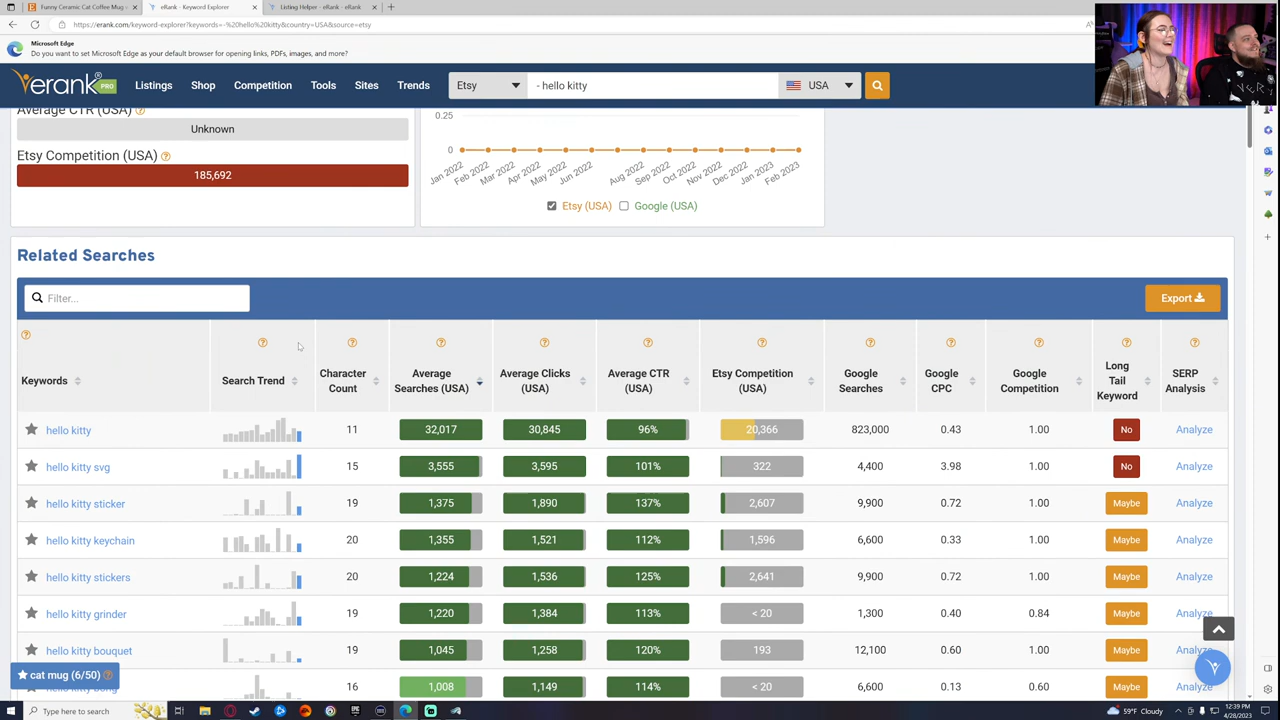 Funny Ceramic Cat Coffee Mug
eRank - Keyword Explorer
Listing Helper - eRank - eRank
https://erank.com/keyword-explorer?keywords=-%20hello%20kitty&country=USA&source=etsy
Microsoft Edge
Do you want to set Microsoft Edge as your default browser for opening links, PDFs, images, and more?
erank PRO
Listings
Shop
Competition
Tools
Sites
Trends
Etsy
- hello kitty
USA
Average CTR (USA)
Unknown
Etsy Competition (USA)
185,692
0.25
0
Jan 2022 Feb 2022 Mar 2022 Apr 2022 May 2022 Jun 2022 Aug 2022 Sep 2022 Oct 2022 Nov 2022 Dec 2022 Jan 2023 Feb 2023
Etsy (USA) Google (USA)
Related Searches
Filter...
Export
Keywords Search Trend Character Count Average Searches (USA) Average Clicks (USA) Average CTR (USA) Etsy Competition (USA) Google Searches Google CPC Google Competition Long Tail Keyword SERP Analysis
hello kitty 11 32,017 30,845 96% 20,366 823,000 0.43 1.00 No Analyze
hello kitty svg 15 3,555 3,595 101% 322 4,400 3.98 1.00 No Analyze
hello kitty sticker 19 1,375 1,890 137% 2,607 9,900 0.72 1.00 Maybe Analyze
hello kitty keychain 20 1,355 1,521 112% 1,596 6,600 0.33 1.00 Maybe Analyze
hello kitty stickers 20 1,224 1,536 125% 2,641 9,900 0.72 1.00 Maybe Analyze
hello kitty grinder 19 1,220 1,384 113% < 20 1,300 0.40 0.84 Maybe Analyze
hello kitty bouquet 19 1,045 1,258 120% 193 12,100 0.60 1.00 Maybe Analyze
16 1,008 1,149 114% < 20 6,600 0.13 0.60 Maybe Analyze
cat mug (6/50)
Type here to search
59°F Cloudy
12:39 PM
4/28/2023